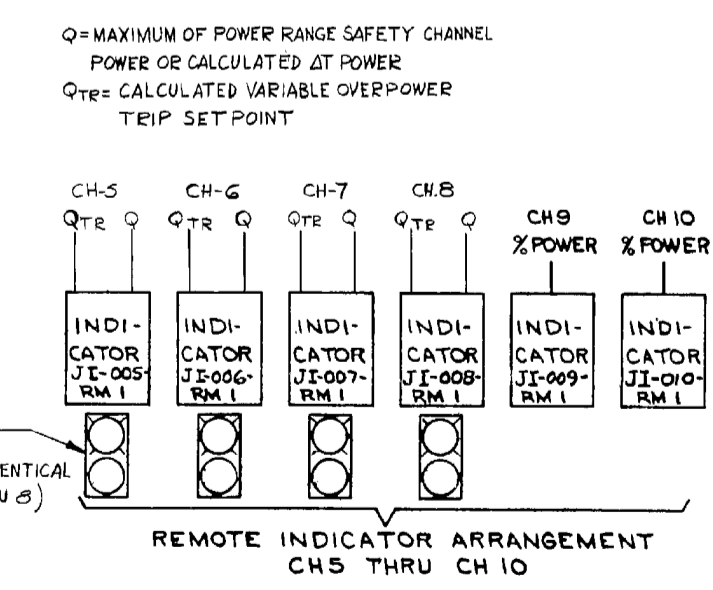 Q = MAXIMUM OF POWER RANGE SAFETY CHANNEL
POWER OR CALCULATED ΔT POWER
QTR = CALCULATED VARIABLE OVERPOWER
TRIP SETPOINT
CH-5 CH-6 CH-7 CH.8
QTR Q QTR Q QTR Q QTR Q
CH 9
% POWER
CH 10
% POWER
INDI-
CATOR
JI-005-
RM 1
INDI-
CATOR
JI-006-
RM 1
INDI-
CATOR
JI-007-
RM 1
INDI-
CATOR
JI-008-
RM 1
INDI-
CATOR
JI-009-
RM 1
INDI-
CATOR
JI-010-
RM 1
ENTICAL
U 8)
REMOTE INDICATOR ARRANGEMENT
CH5 THRU CH 10